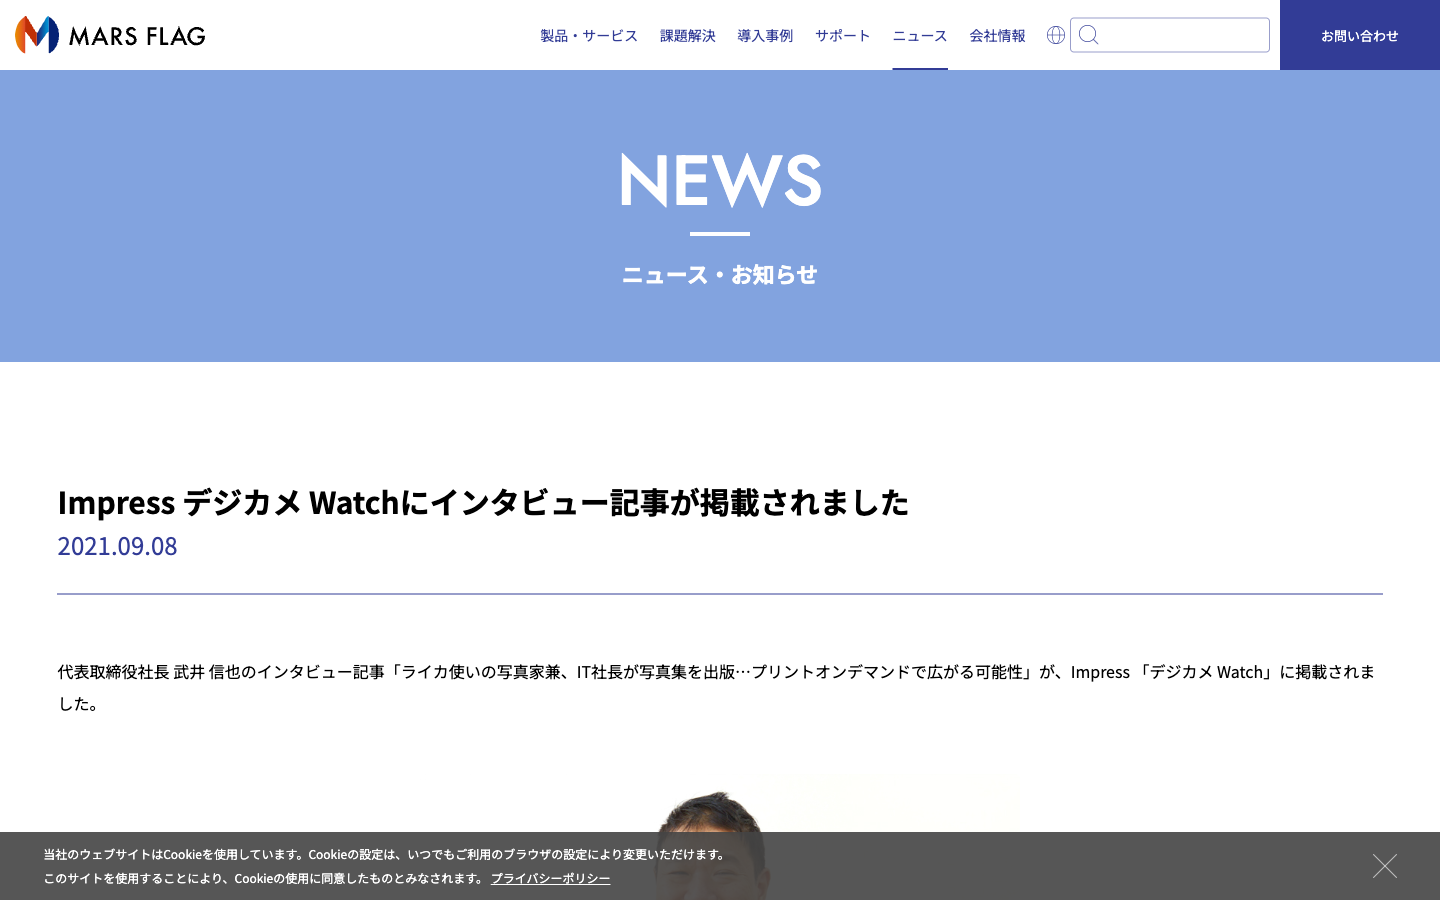 MARS FLAG
製品・サービス 課題解決 導入事例 サポート ニュース 会社情報
お問い合わせ
NEWS
ニュース・お知らせ
Impress デジカメ Watchにインタビュー記事が掲載されました
2021.09.08
代表取締役社長 武井 信也のインタビュー記事「ライカ使いの写真家兼、IT社長が写真集を出版…プリントオンデマンドで広がる可能性」が、Impress 「デジカメ Watch」に掲載されま
した。
当社のウェブサイトはCookieを使用しています。Cookieの設定は、いつでもご利用のブラウザの設定により変更いただけます。
このサイトを使用することにより、Cookieの使用に同意したものとみなされます。 プライバシーポリシー